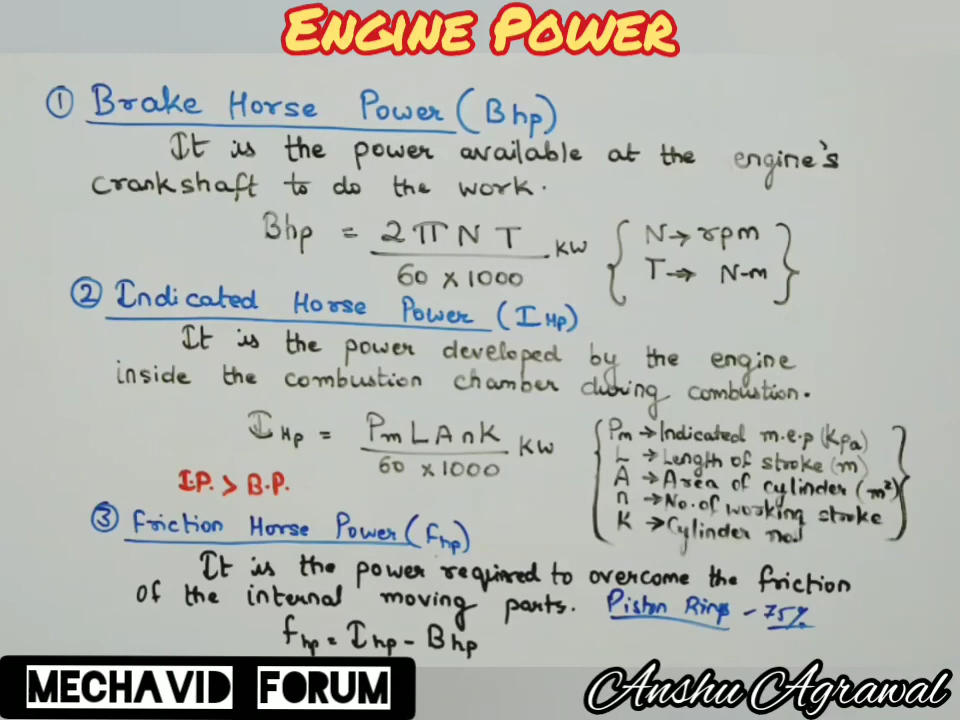 ENGINE POWER
① Brake Horse Power (Bhp)
It is the power available at the engine's
crankshaft to do the work.
Bhp = 2πNT / 60 x 1000 kw { N → rpm
T → N-m }
② Indicated Horse Power (IHp)
It is the power developed by the engine
inside the combustion chamber during combustion.
IHp = PmLAnK / 60 x 1000 kw
{ Pm → Indicated m.e.p (kpa)
L → Length of stroke (m)
A → Area of cylinder (m²)
n → No. of working stroke
K → Cylinder no. }
I.P. > B.P.
③ Friction Horse Power (fhp)
It is the power required to overcome the friction
of the internal moving parts. Piston Rings - 75%
fhp = Ihp - Bhp
MECHAVID FORUM
Anshu Agrawal